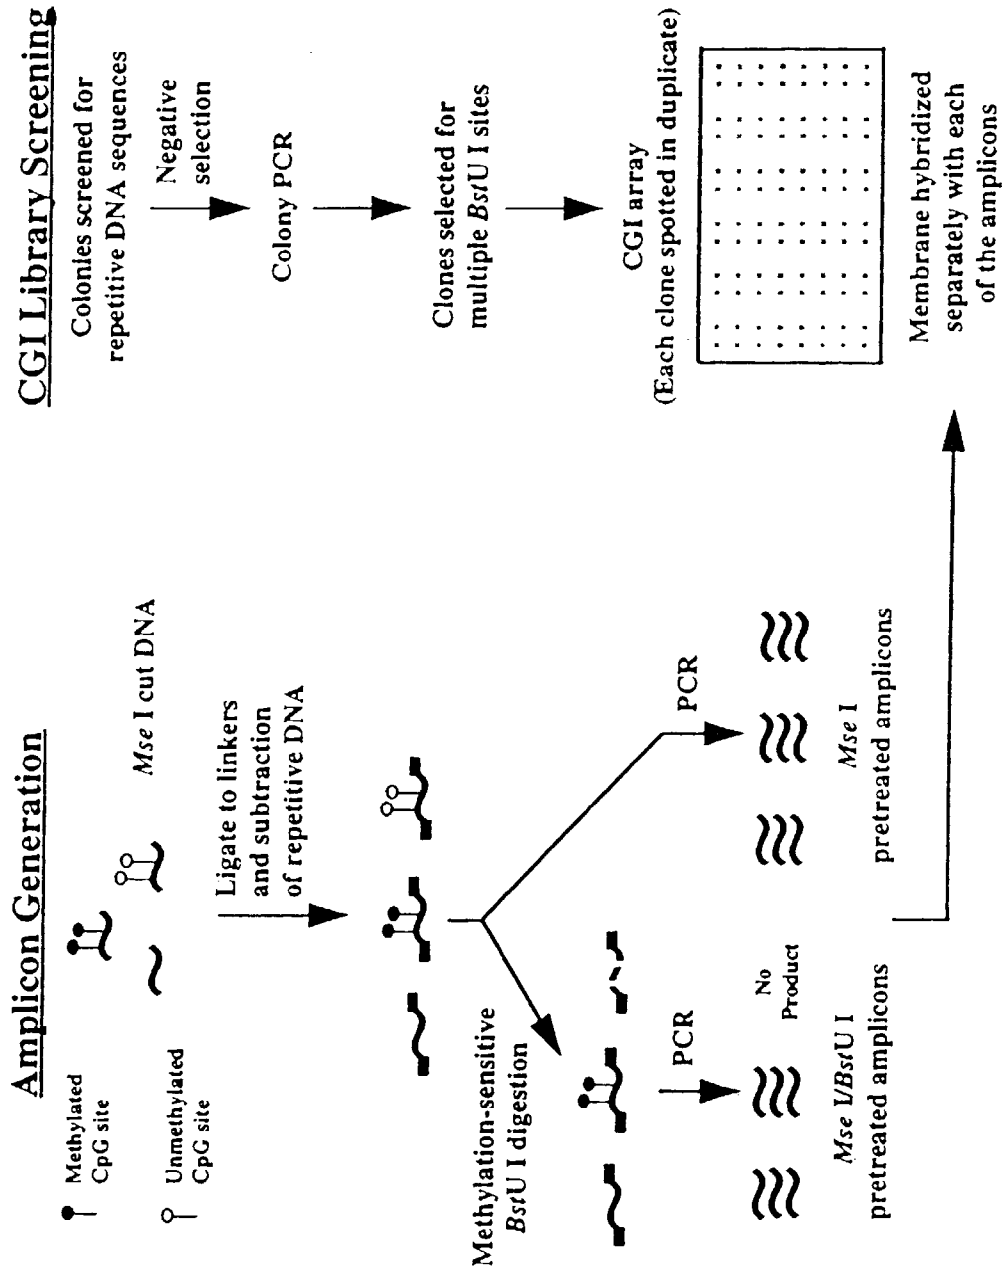 Amplicon Generation
Methylated
CpG site
Unmethylated
CpG site
Mse I cut DNA
Ligate to linkers
and subtraction
of repetitive DNA
Methylation-sensitive
BstU I digestion
PCR
PCR
No
Product
Mse I/BstU I
pretreated amplicons
Mse I
pretreated amplicons
CGI Library Screening
Colonies screened for
repetitive DNA sequences
Negative
selection
Colony PCR
Clones selected for
multiple BstU I sites
CGI array
(Each clone spotted in duplicate)
Membrane hybridized
separately with each
of the amplicons